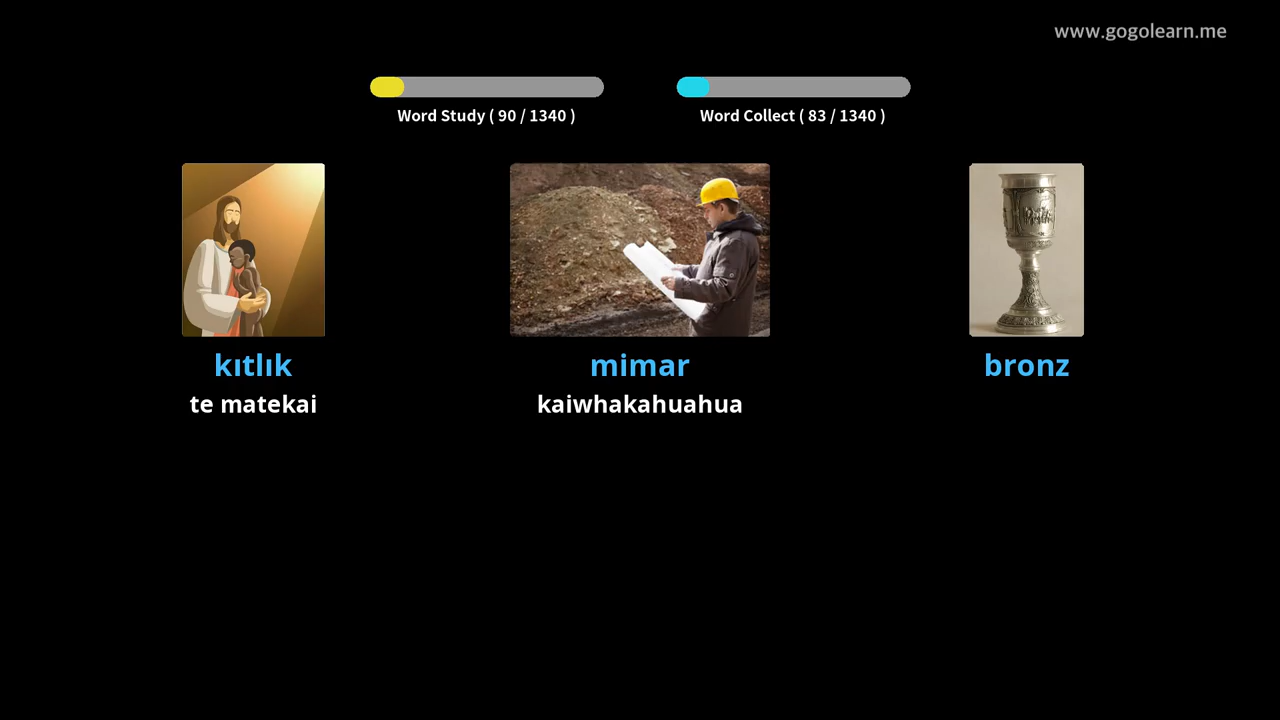 www.gogolearn.me
Word Study ( 90 / 1340 )
Word Collect ( 83 / 1340 )
kıtlık
te matekai
mimar
kaiwhakahuahua
bronz